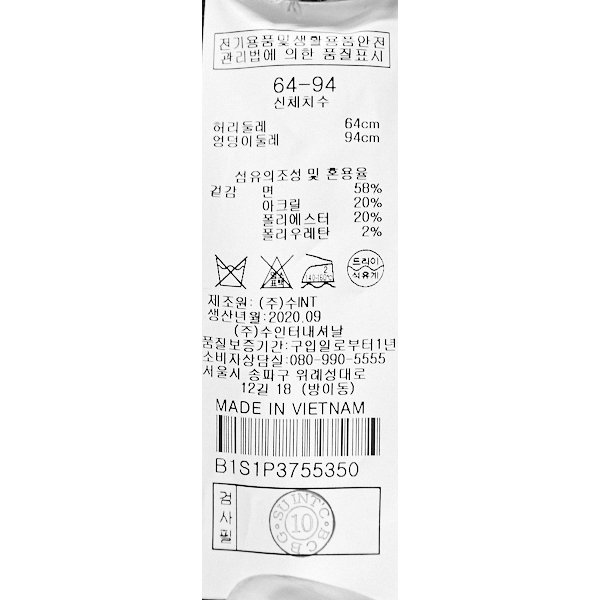 전기용품및생활용품안전
관리법에 의한 품질표시
64-94
신체치수
허리둘레 64cm
엉덩이둘레 94cm
섬유의조성 및 혼용율
겉감 면 58%
아크릴 20%
폴리에스터 20%
폴리우레탄 2%
드라이
석유계
제조원: (주)수INT
생산년월:2020.09
(주)수인터내셔날
품질보증기간:구입일로부터1년
소비자상담실:080-990-5555
서울시 송파구 위례성대로
12길 18 (방이동)
MADE IN VIETNAM
B1S1P3755350
검사필
SU INT'C
10
B C B G